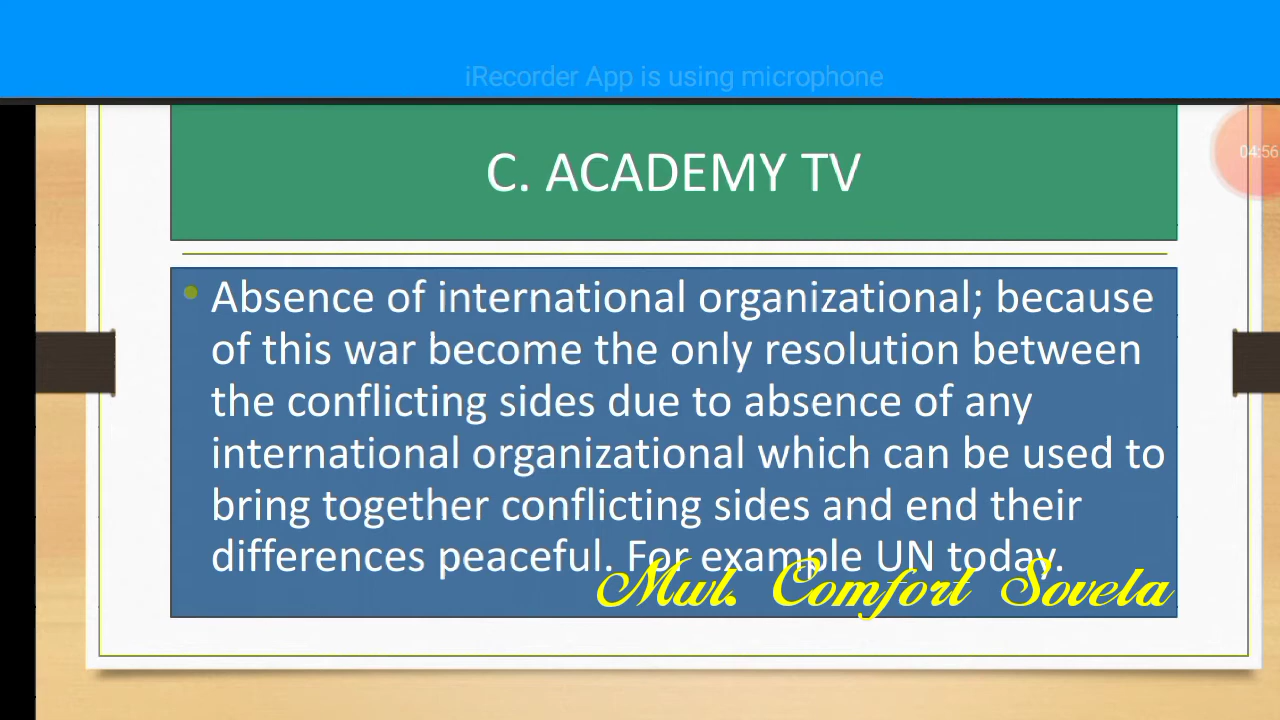 iRecorder App is using microphone
04:56
C. ACADEMY TV
Absence of international organizational; because
of this war become the only resolution between
the conflicting sides due to absence of any
international organizational which can be used to
bring together conflicting sides and end their
differences peaceful. For example UN today.
Mwl. Comfort Sovela